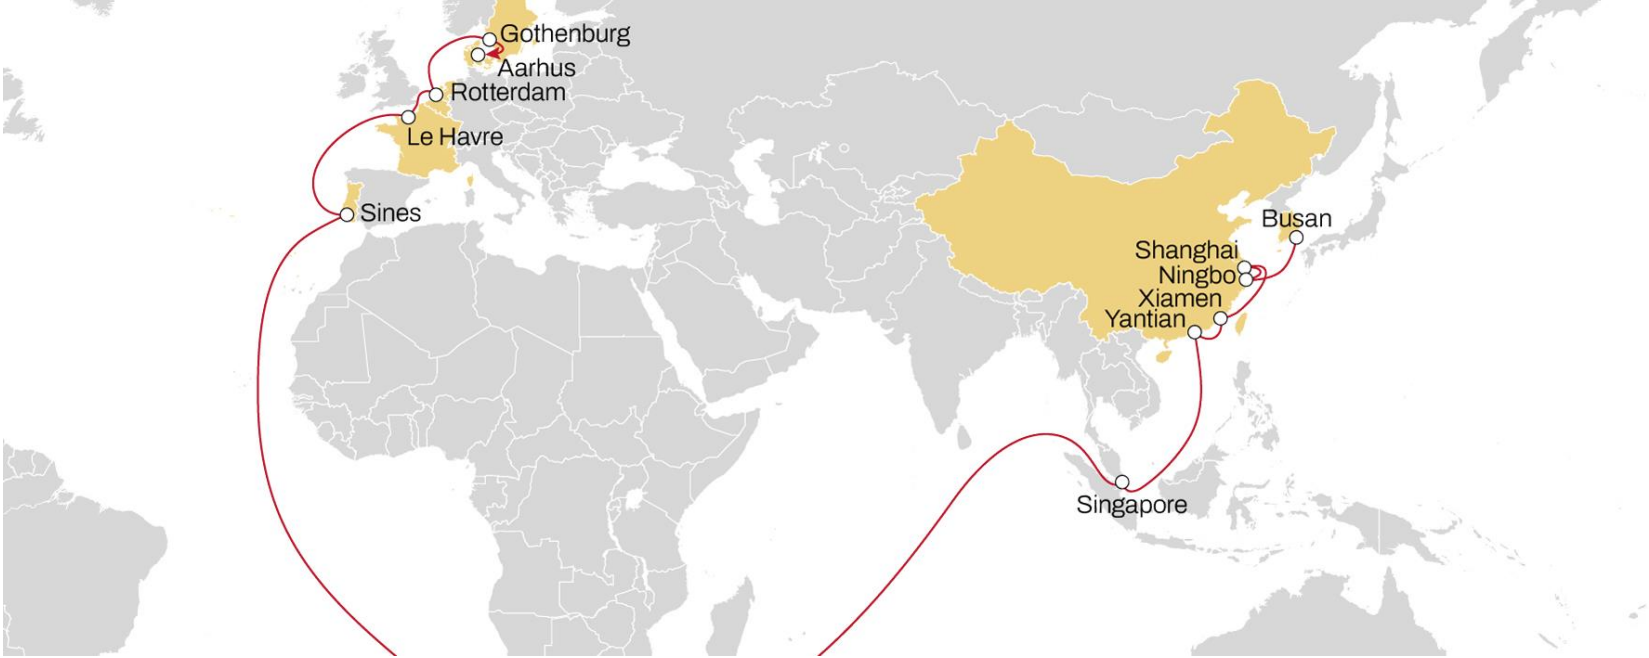 Gothenburg
Aarhus
Rotterdam
Le Havre
Sines
Busan
Shanghai
Ningbo
Xiamen
Yantian
Singapore